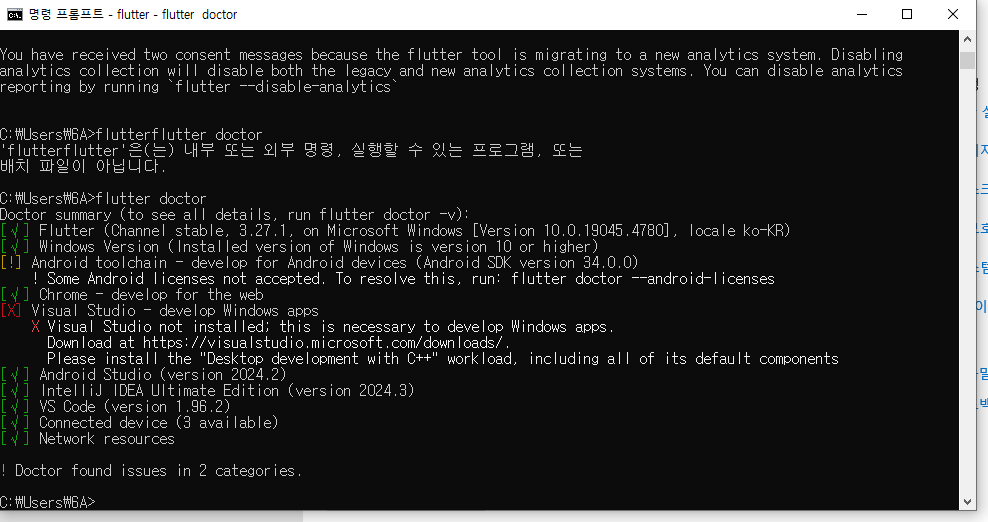 명령 프롬프트 - flutter - flutter  doctor
You have received two consent messages because the flutter tool is migrating to a new analytics system. Disabling
analytics collection will disable both the legacy and new analytics collection systems. You can disable analytics
reporting by running `flutter --disable-analytics`
C:₩Users₩6A>flutterflutter doctor
'flutterflutter'은(는) 내부 또는 외부 명령, 실행할 수 있는 프로그램, 또는
배치 파일이 아닙니다.
C:₩Users₩6A>flutter doctor
Doctor summary (to see all details, run flutter doctor -v):
[√] Flutter (Channel stable, 3.27.1, on Microsoft Windows [Version 10.0.19045.4780], locale ko-KR)
[√] Windows Version (Installed version of Windows is version 10 or higher)
[!] Android toolchain - develop for Android devices (Android SDK version 34.0.0)
! Some Android licenses not accepted. To resolve this, run: flutter doctor --android-licenses
[√] Chrome - develop for the web
[X] Visual Studio - develop Windows apps
X Visual Studio not installed; this is necessary to develop Windows apps.
Download at https://visualstudio.microsoft.com/downloads/.
Please install the "Desktop development with C++" workload, including all of its default components
[√] Android Studio (version 2024.2)
[√] IntelliJ IDEA Ultimate Edition (version 2024.3)
[√] VS Code (version 1.96.2)
[√] Connected device (3 available)
[√] Network resources
! Doctor found issues in 2 categories.
C:₩Users₩6A>